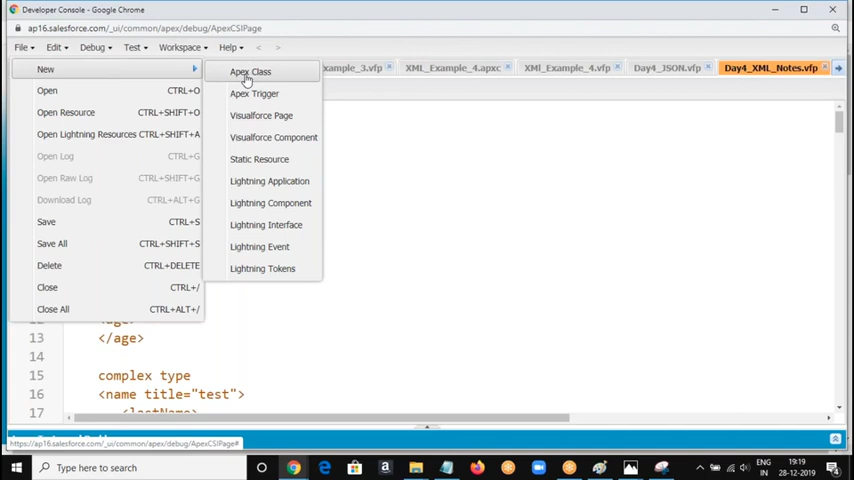 Developer Console - Google Chrome
ap16.salesforce.com/_ui/common/apex/debug/ApexCSIPage
File Edit Debug Test Workspace Help < >
New Apex Class
xample_3.vfp XML_Example_4.apxc XMl_Example_4.vfp Day4_JSON.vfp Day4_XML_Notes.vfp
Open CTRL+O Apex Trigger
Open Resource CTRL+SHIFT+O Visualforce Page
Open Lightning Resources CTRL+SHIFT+A Visualforce Component
Open Log CTRL+G Static Resource
Open Raw Log CTRL+SHIFT+G Lightning Application
Download Log CTRL+ALT+G Lightning Component
Save CTRL+S Lightning Interface
Save All CTRL+SHIFT+S Lightning Event
Delete CTRL+DELETE Lightning Tokens
Close CTRL+/
Close All CTRL+ALT+/
12 <age>
13 </age>
14
15 complex type
16 <name title="test">
17 <lastName>
https://ap16.salesforce.com/_ui/common/apex/debug/ApexCSIPage#
Type here to search
ENG 19:19
IN 28-12-2019
4